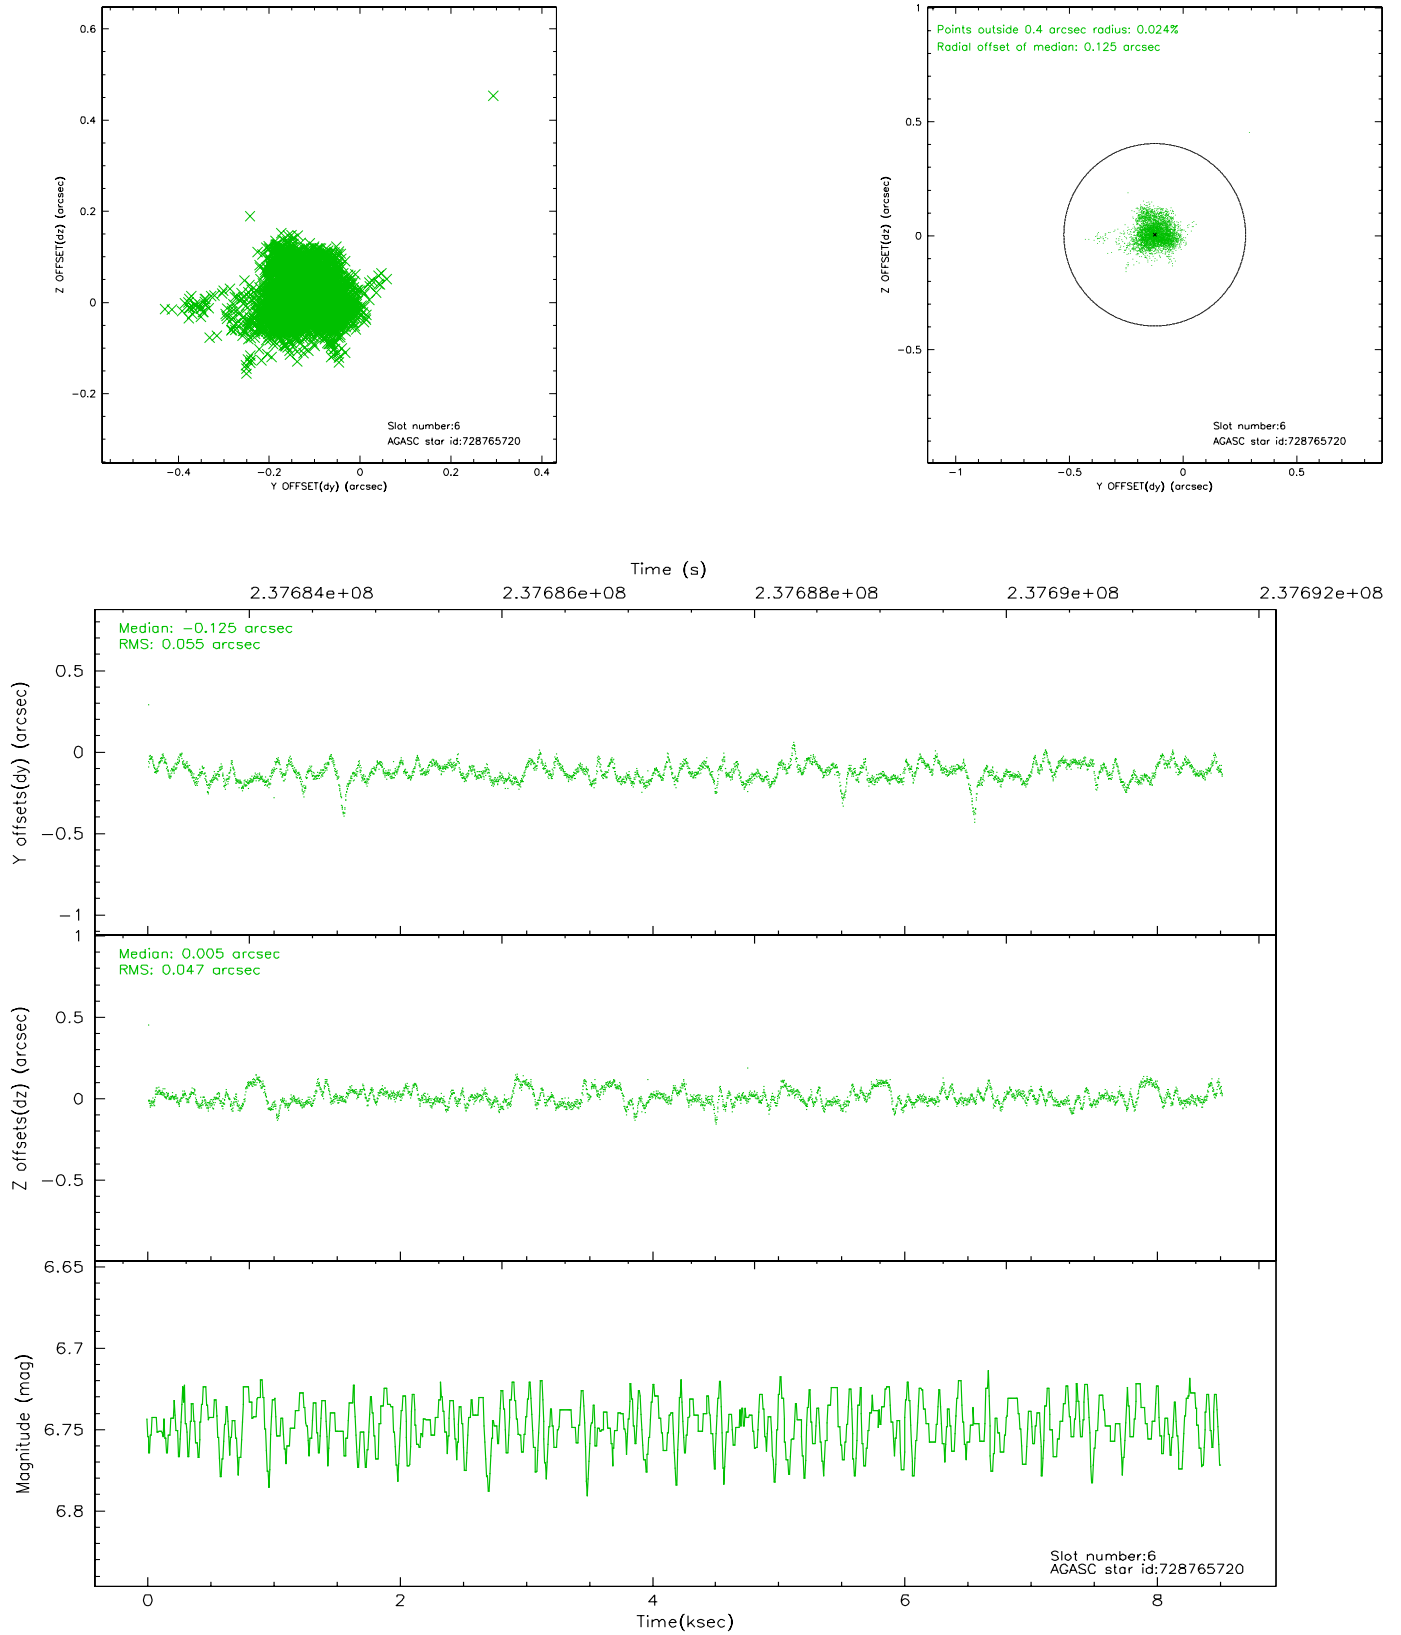 0.6
0.4
0.2
0
−0.2
Z OFFSET(dz) (arcsec)
Slot number:6
AGASC star id:728765720
−0.4
−0.2
0
0.2
0.4
Y OFFSET(dy) (arcsec)
1
0.5
0
−0.5
Z OFFSET(dz) (arcsec)
Points outside 0.4 arcsec radius: 0.024%
Radial offset of median: 0.125 arcsec
Slot number:6
AGASC star id:728765720
−1
−0.5
0
0.5
Y OFFSET(dy) (arcsec)
Time (s)
2.37684e+08
2.37686e+08
2.37688e+08
2.3769e+08
2.37692e+08
Median: −0.125 arcsec
RMS: 0.055 arcsec
0.5
0
−0.5
−1
Y offsets(dy) (arcsec)
Median: 0.005 arcsec
RMS: 0.047 arcsec
1
0.5
0
−0.5
Z offsets(dz) (arcsec)
6.65
6.7
6.75
6.8
Magnitude (mag)
Slot number:6
AGASC star id:728765720
0
2
4
6
8
Time(ksec)